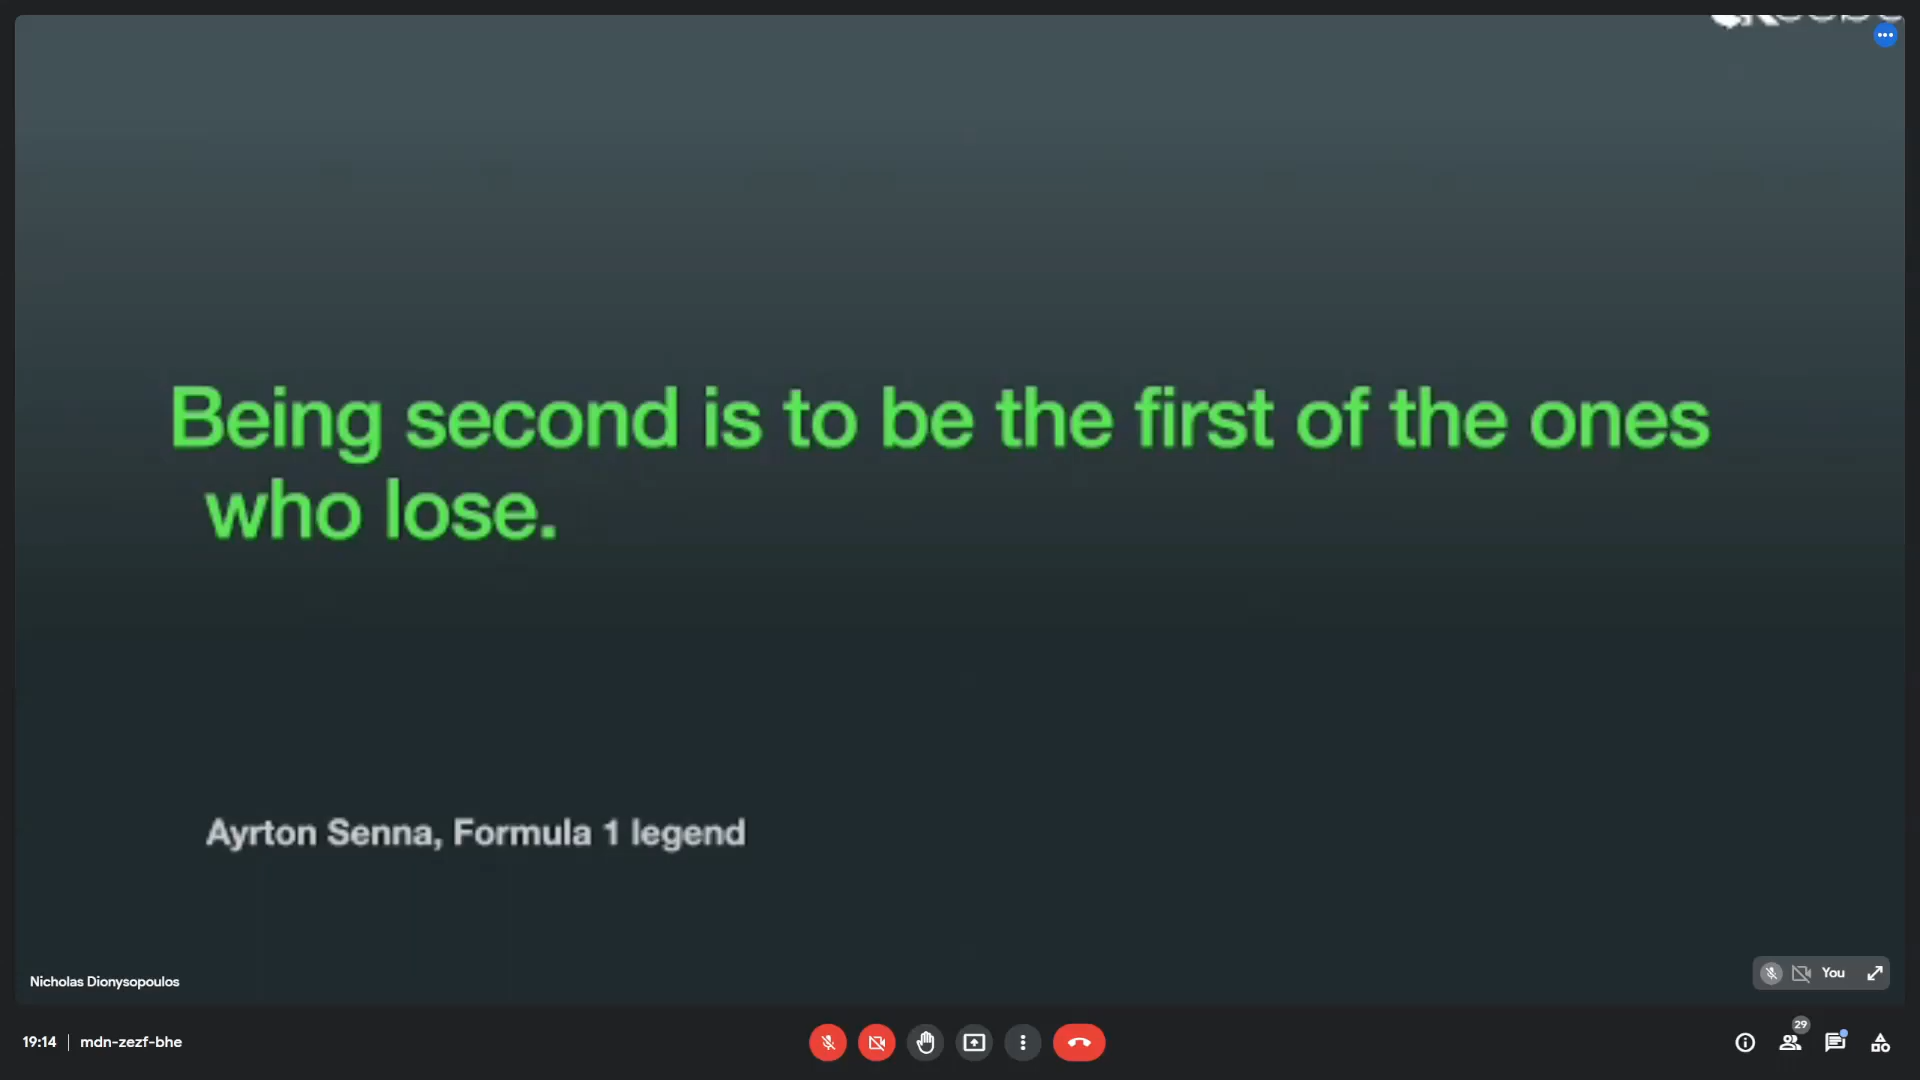 Being second is to be the first of the ones
who lose.
Ayrton Senna, Formula 1 legend
Nicholas Dionysopoulos
You
19:14
mdn-zezf-bhe
29